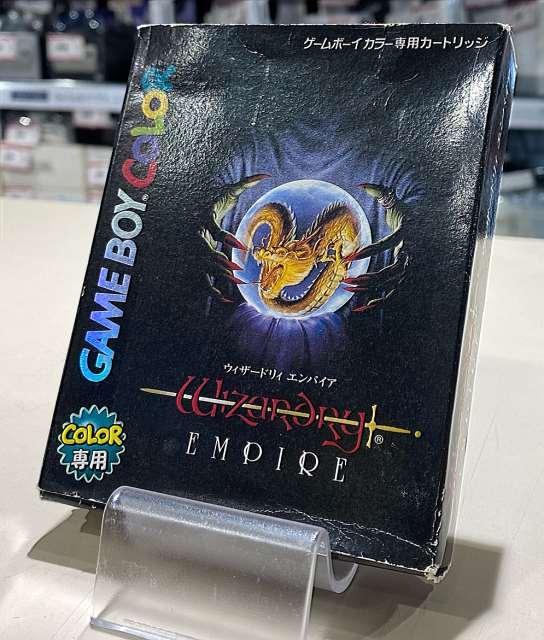 ゲームボーイカラー専用カートリッジ
GAME BOY COLOR
ウィザードリィ エンパイア
Wizardry®
EMPIRE
COLOR
専用